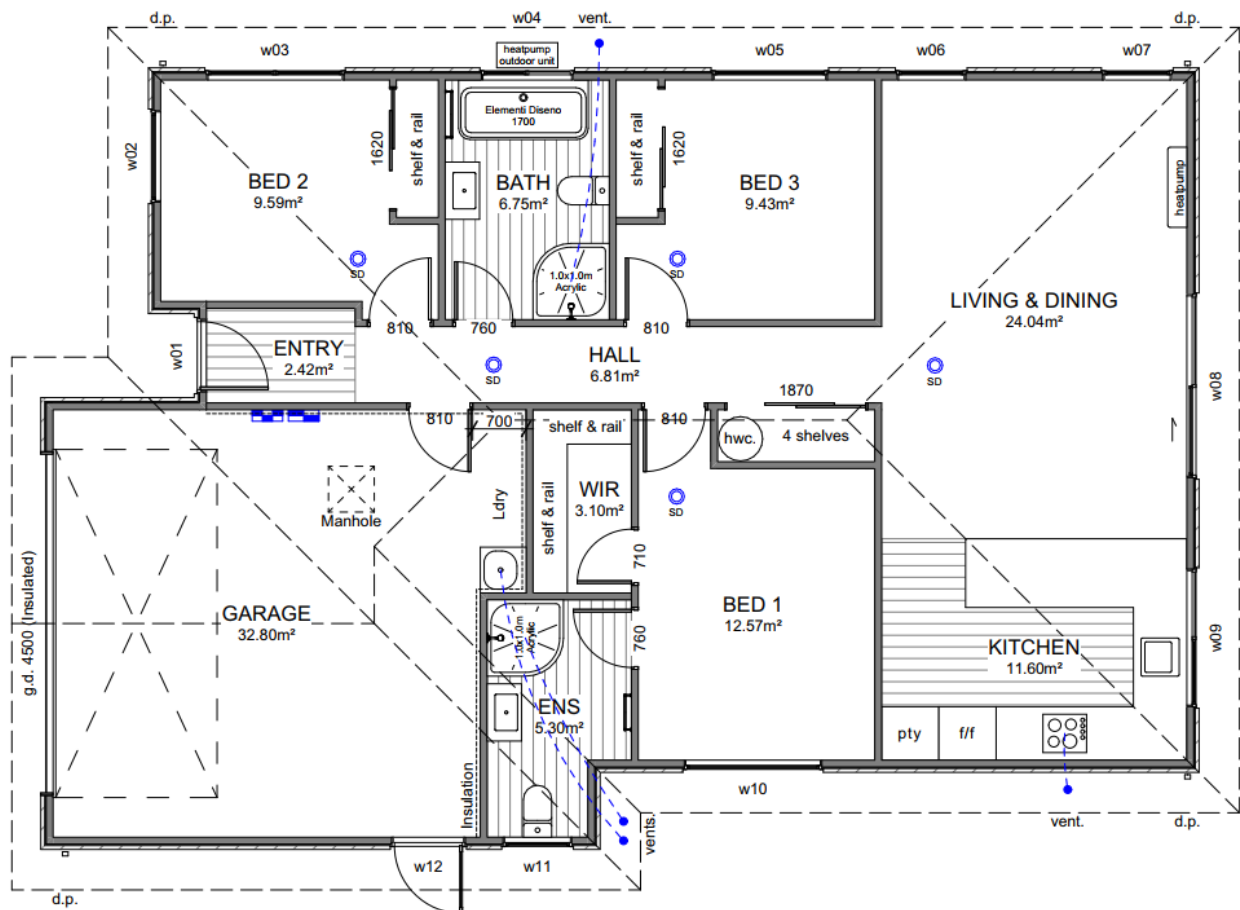 d.p.
w04
vent.
d.p.
w03
heatpump
outdoor unit
w05
w06
w07
w02
BED 2
9.59m²
1620
shelf & rail
Elementi Diseno
1700
BATH
6.75m²
shelf & rail
1620
BED 3
9.43m²
heatpump
SD
1.0x1.0m
Acrylic
SD
LIVING & DINING
24.04m²
w01
ENTRY
2.42m²
810
760
810
HALL
6.81m²
SD
SD
w08
1870
810
700
shelf & rail
810
hwc.
4 shelves
Manhole
Ldry
shelf & rail
WIR
3.10m²
SD
710
g.d. 4500 (Insulated)
GARAGE
32.80m²
1.0x1.0m
Acrylic
760
BED 1
12.57m²
KITCHEN
11.60m²
w09
ENS
5.30m²
pty
f/f
Insulation
w10
vents.
vent.
d.p.
w12
w11
d.p.